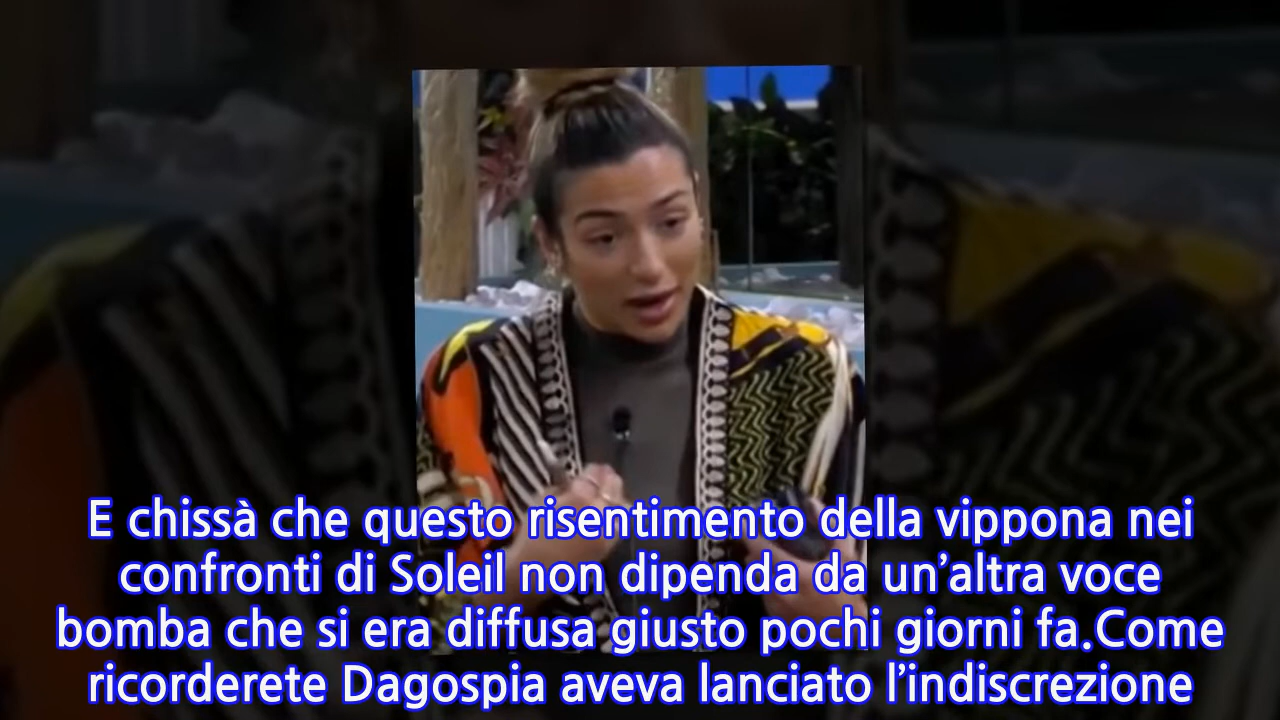 E chissà che questo risentimento della vippona nei
confronti di Soleil non dipenda da un’altra voce
bomba che si era diffusa giusto pochi giorni fa.Come
ricorderete Dagospia aveva lanciato l’indiscrezione